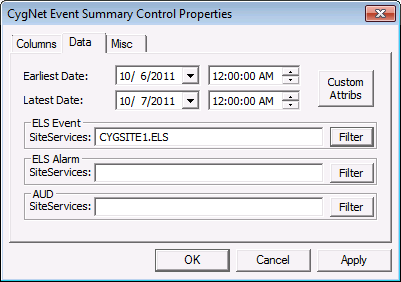 CygNet Event Summary Control Properties
Columns Data Misc
Earliest Date: 10/ 6/2011 12:00:00 AM
Custom
Attribs
Latest Date: 10/ 7/2011 12:00:00 AM
ELS Event
SiteServices: CYGSITE1.ELS Filter
ELS Alarm
SiteServices: Filter
AUD
SiteServices: Filter
OK Cancel Apply